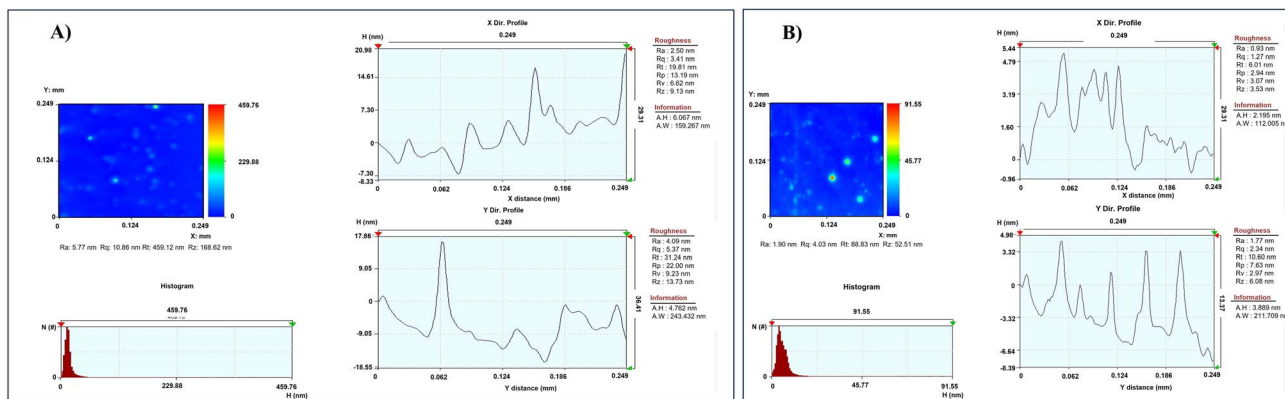 A)
Y: mm
0.249
0.124
0
0
0.124
0.249
X: mm
459.76
229.88
0
Ra: 5.77 nm Rq: 10.86 nm Rt: 459.12 nm Rz: 168.62 nm
Histogram
459.76
N (#)
0
0
229.88
459.76
H (nm)
X Dir. Profile
0.249
H (nm)
20.98
14.61
7.30
0
-7.30
-8.33
0
0.062
0.124
0.186
0.249
X distance (mm)
29.31
Roughness
Ra : 2.50 nm
Rq : 3.41 nm
Rt : 19.81 nm
Rp : 13.19 nm
Rv : 6.62 nm
Rz : 9.13 nm
Information
A.H : 6.067 nm
A.W : 159.267 nm
Y Dir. Profile
0.249
H (nm)
17.86
9.05
0
-9.05
-18.55
0
0.062
0.124
0.186
0.249
Y distance (mm)
36.41
Roughness
Ra : 4.09 nm
Rq : 5.37 nm
Rt : 31.24 nm
Rp : 22.00 nm
Rv : 9.23 nm
Rz : 13.73 nm
Information
A.H : 4.762 nm
A.W : 243.432 nm
B)
Y: mm
0.249
0.124
0
0
0.124
0.249
X: mm
91.55
45.77
0
Ra: 1.90 nm Rq: 4.03 nm Rt: 88.83 nm Rz: 52.51 nm
Histogram
91.55
N (#)
0
0
45.77
91.55
H (nm)
X Dir. Profile
0.249
H (nm)
5.44
4.79
3.19
1.60
0
-0.96
0
0.062
0.124
0.186
0.249
X distance (mm)
29.31
Roughness
Ra : 0.93 nm
Rq : 1.27 nm
Rt : 6.01 nm
Rp : 2.94 nm
Rv : 3.07 nm
Rz : 3.53 nm
Information
A.H : 2.195 nm
A.W : 112.005 nm
Y Dir. Profile
0.249
H (nm)
4.98
3.32
0
-3.32
-6.64
-8.39
0
0.062
0.124
0.186
0.249
Y distance (mm)
13.37
Roughness
Ra : 1.77 nm
Rq : 2.34 nm
Rt : 10.60 nm
Rp : 7.63 nm
Rv : 2.97 nm
Rz : 6.08 nm
Information
A.H : 3.889 nm
A.W : 211.709 nm